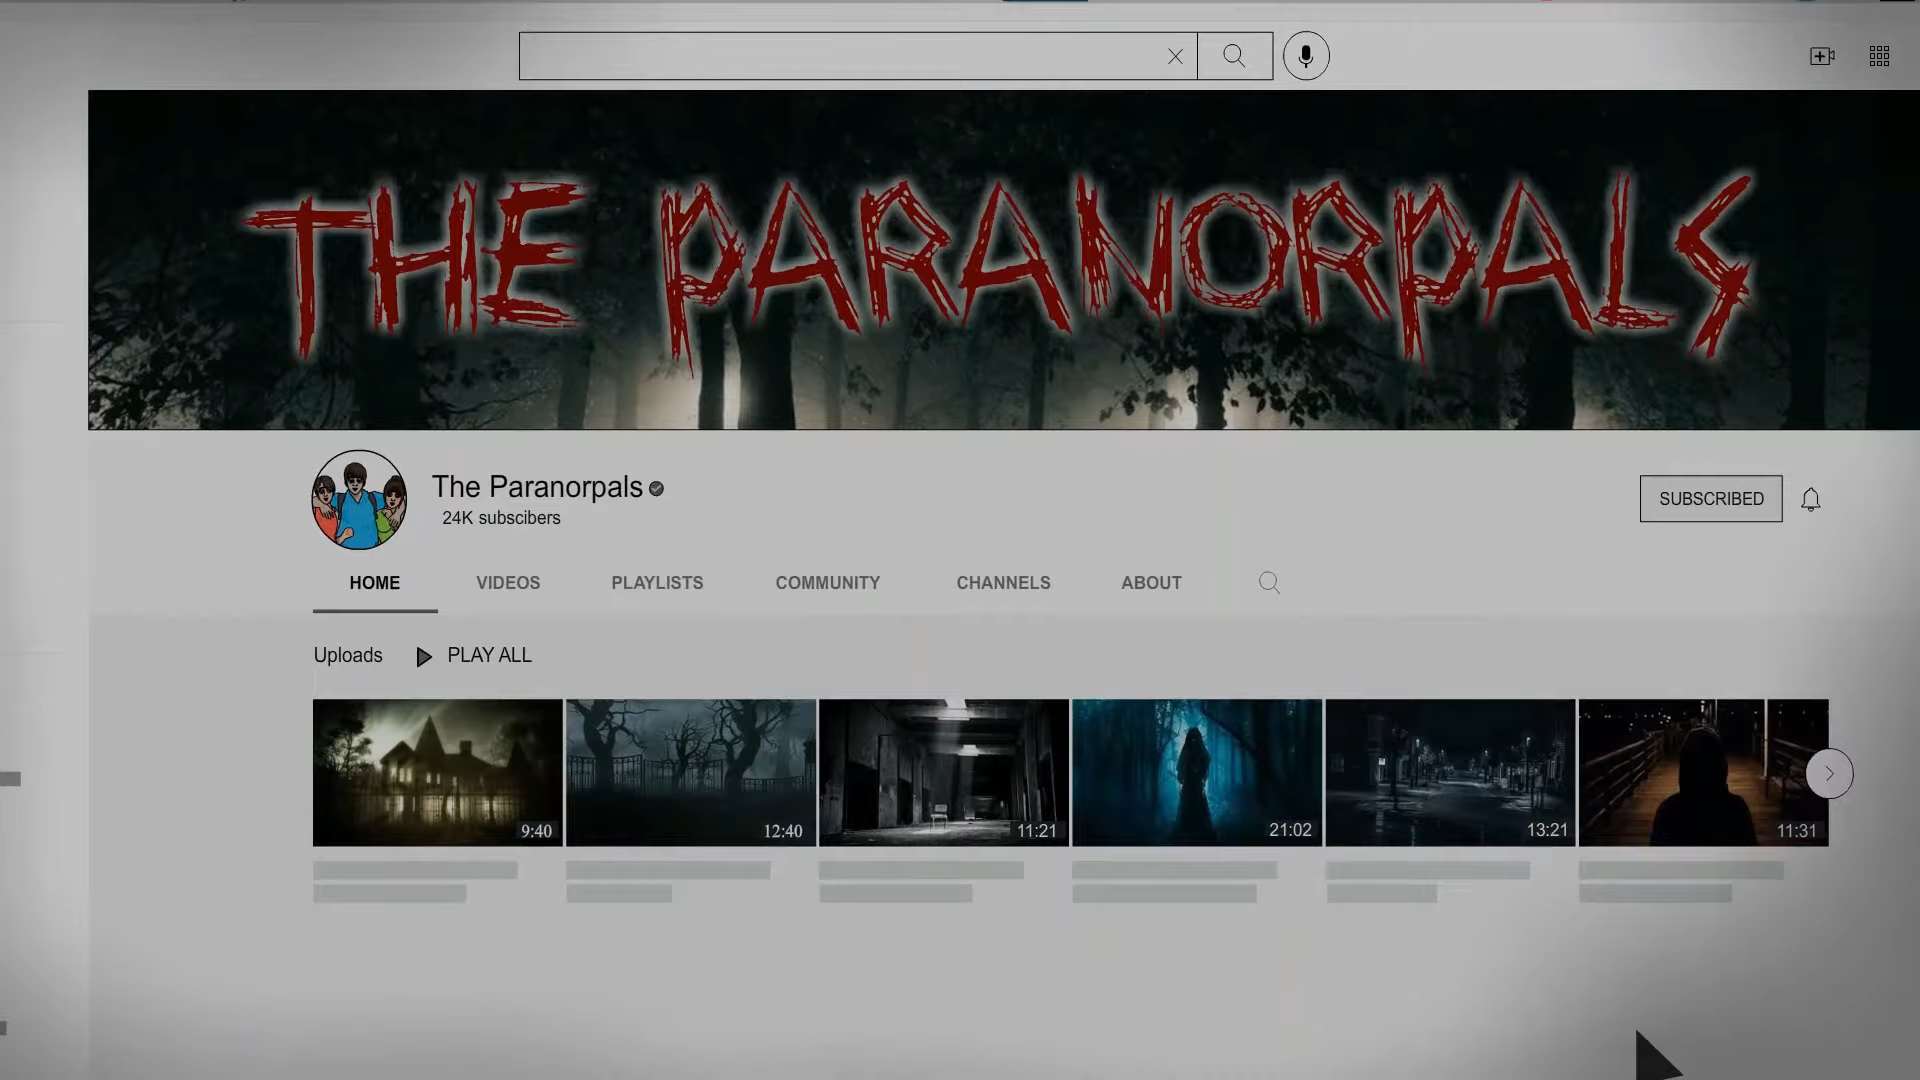 THE PARANORPALS
The Paranorpals
24K subscibers
SUBSCRIBED
HOME VIDEOS PLAYLISTS COMMUNITY CHANNELS ABOUT
Uploads PLAY ALL
9:40 12:40 11:21 21:02 13:21 11:31